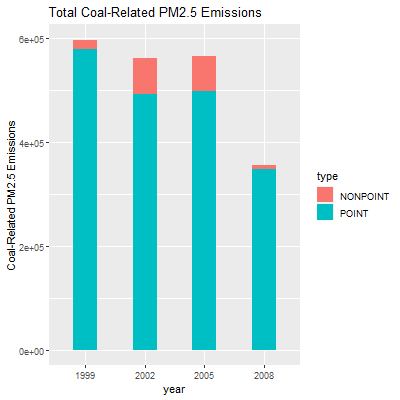 Total Coal-Related PM2.5 Emissions
Coal-Related PM2.5 Emissions
6e+05
4e+05
2e+05
0e+00
1999 2002 2005 2008
year
type
NONPOINT
POINT